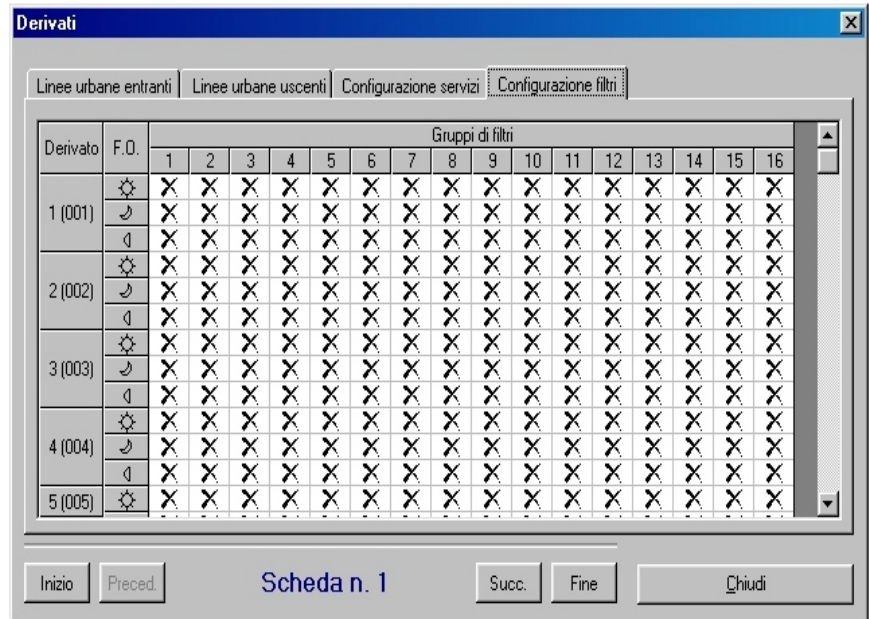 Derivati
Linee urbane entranti Linee urbane uscenti Configurazione servizi Configurazione filtri
Derivato F.O. Gruppi di filtri
1 2 3 4 5 6 7 8 9 10 11 12 13 14 15 16
1 (001)
2 (002)
3 (003)
4 (004)
5 (005)
Inizio Preced. Scheda n. 1 Succ. Fine Chiudi